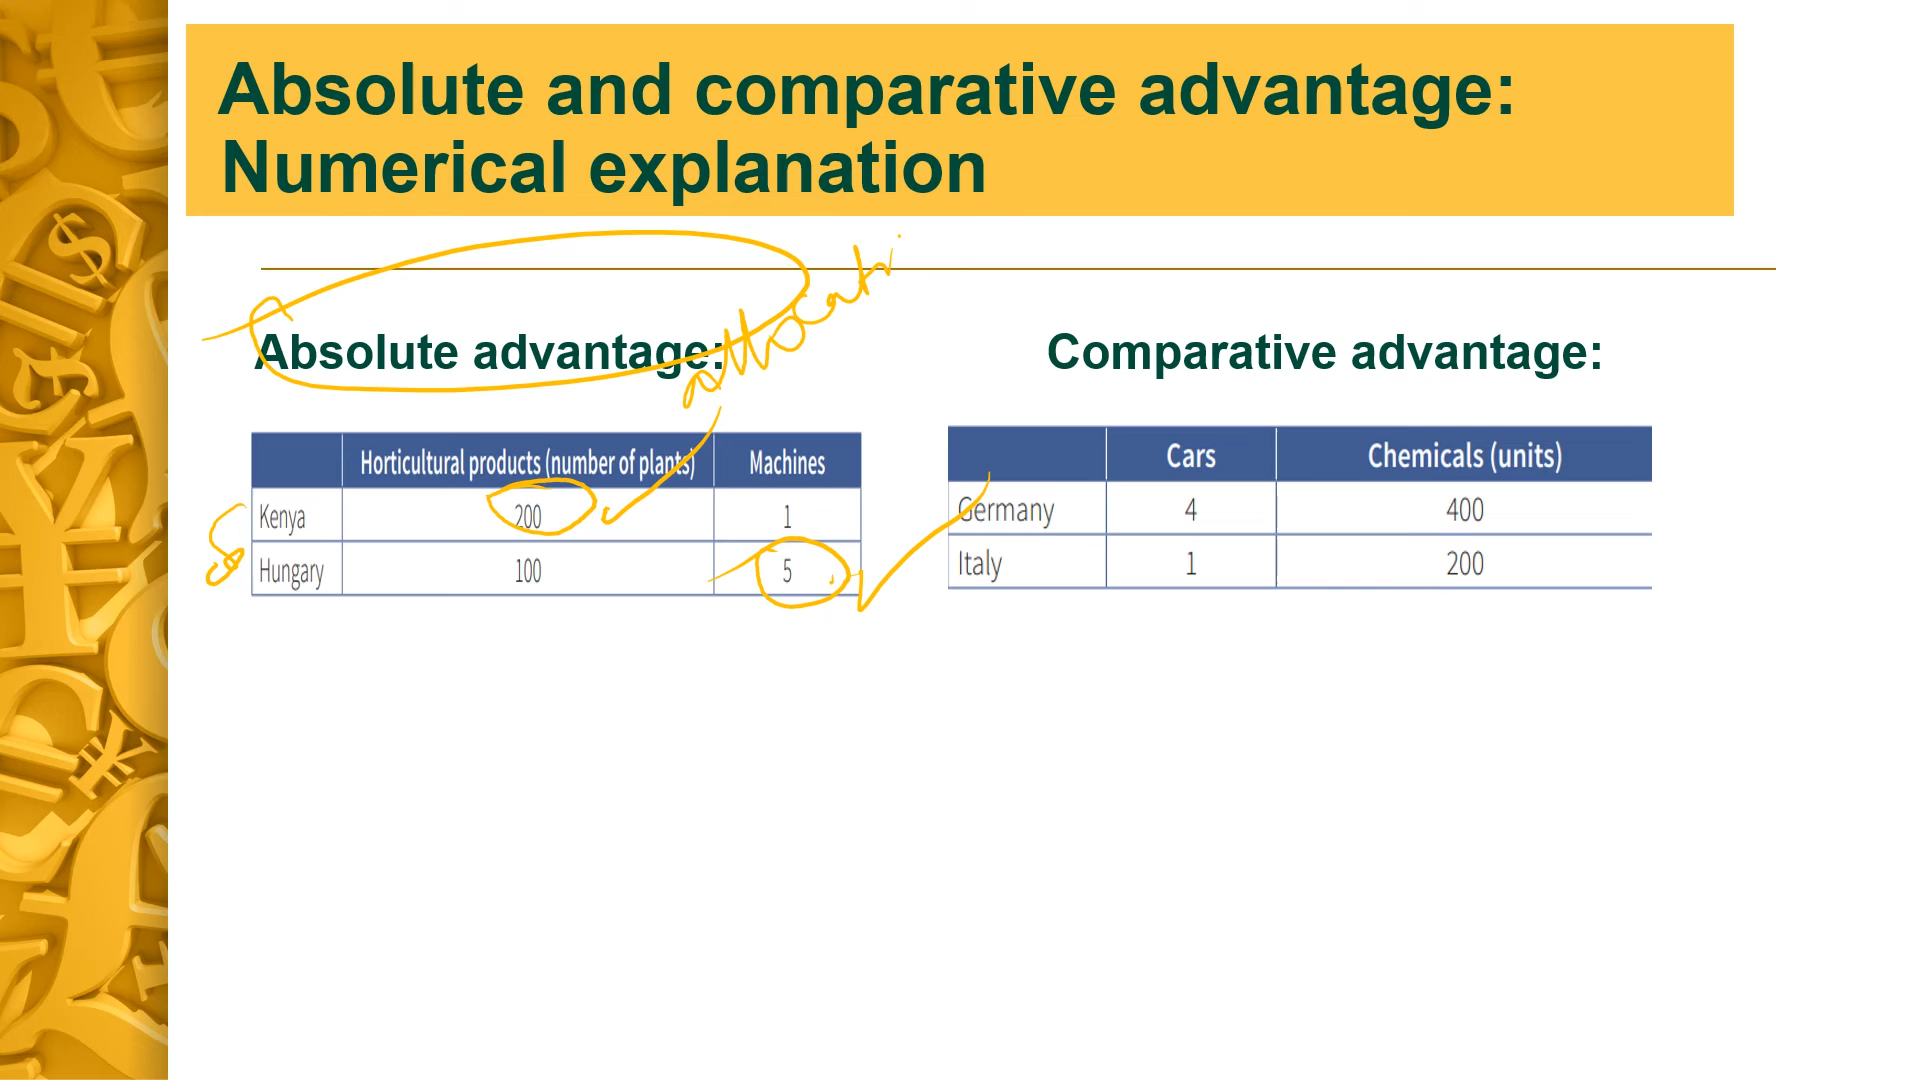 Absolute and comparative advantage:
Numerical explanation
Absolute advantage:
Horticultural products (number of plants) Machines
Kenya 200 1
Hungary 100 5
Comparative advantage:
Cars Chemicals (units)
Germany 4 400
Italy 1 200